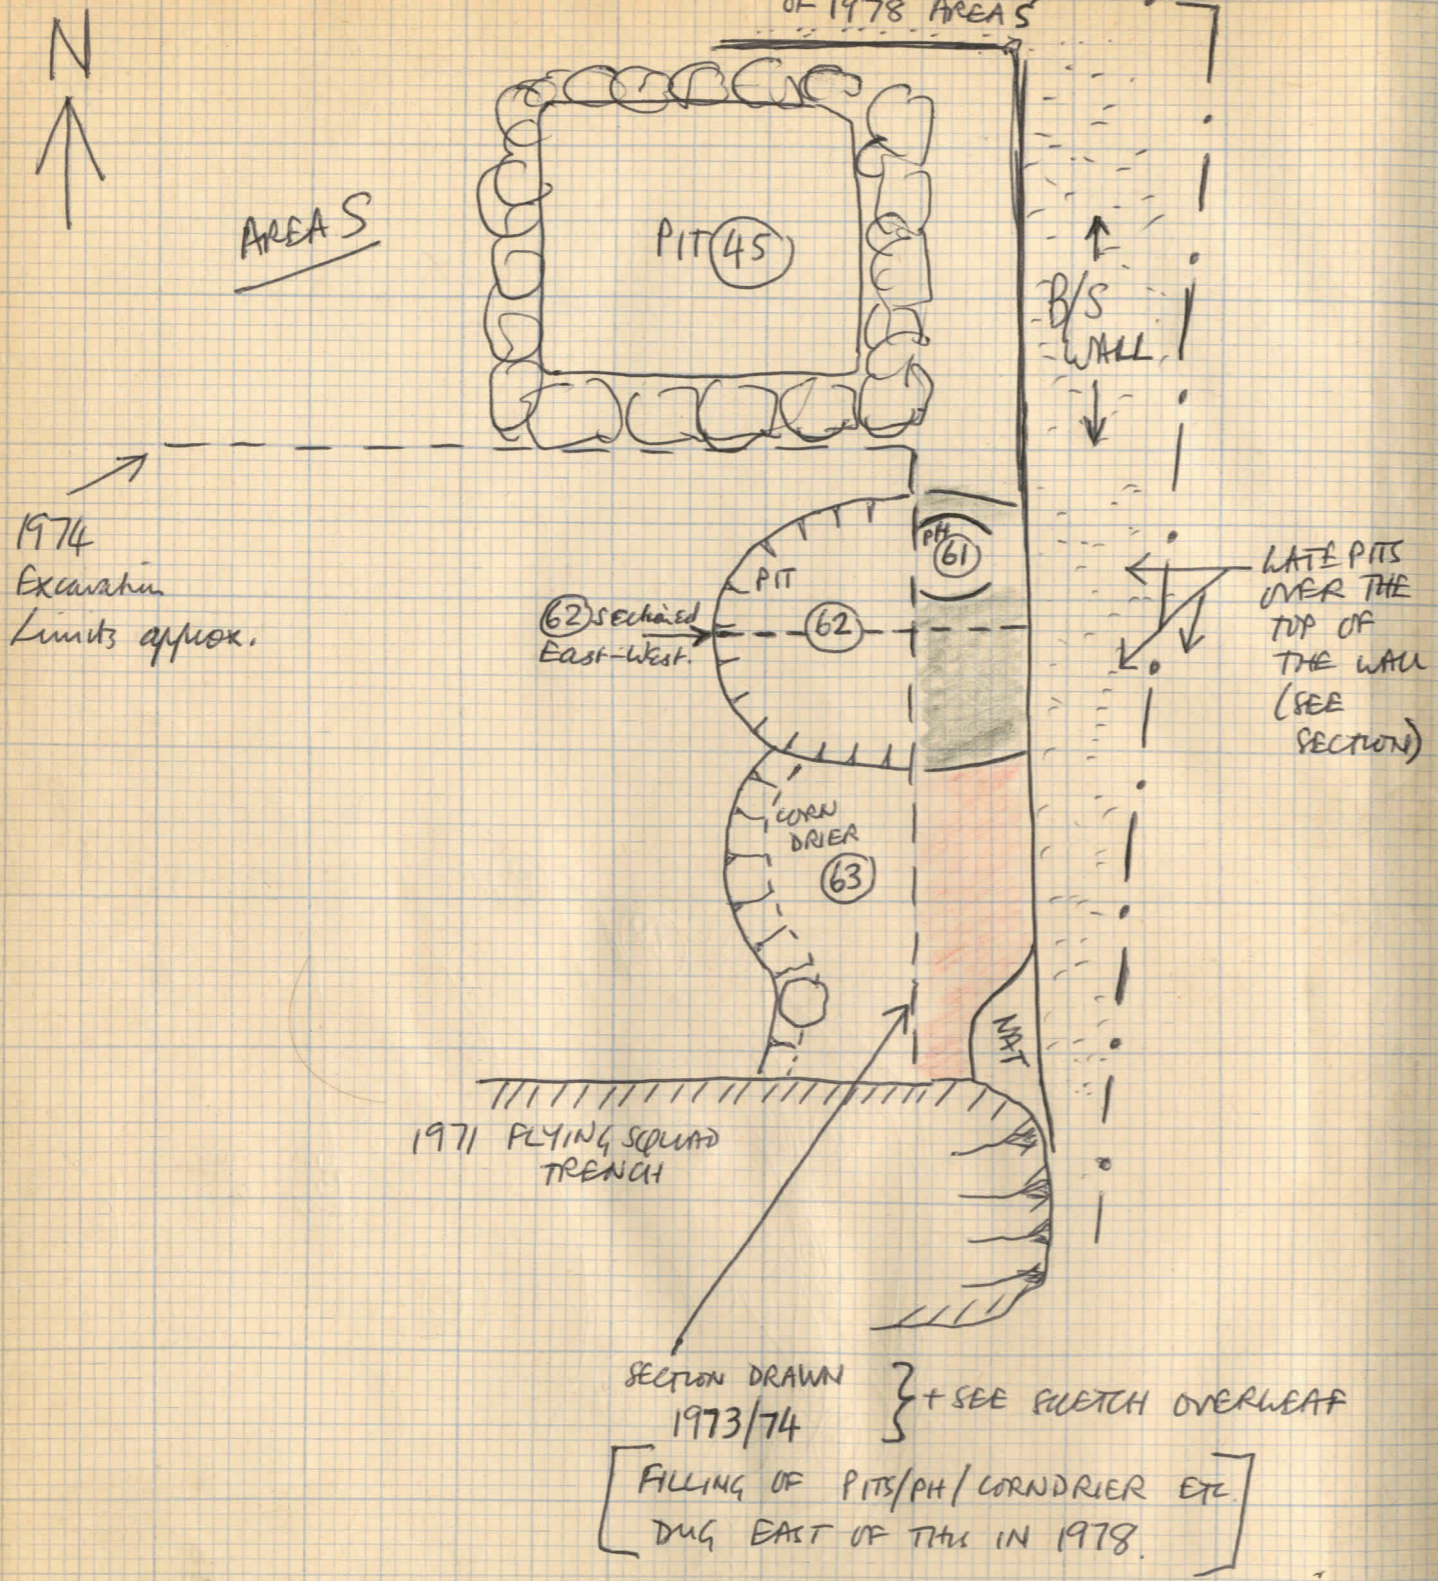 OF 1978 AREA S
N
AREA S
PIT 45
B/S
WALL
1974
Excavation
Limits approx.
PH
61
PIT
62
62 sectioned
East-West.
LATE PITS
OVER THE
TOP OF
THE WALL
(SEE
SECTION)
CORN
DRIER
63
NAT
1971 FLYING SQUAD
TRENCH
SECTION DRAWN
1973/74
} + SEE SKETCH OVERLEAF
[FILLING OF PITS/PH/CORNDRIER ETC.
DUG EAST OF THIS IN 1978.]